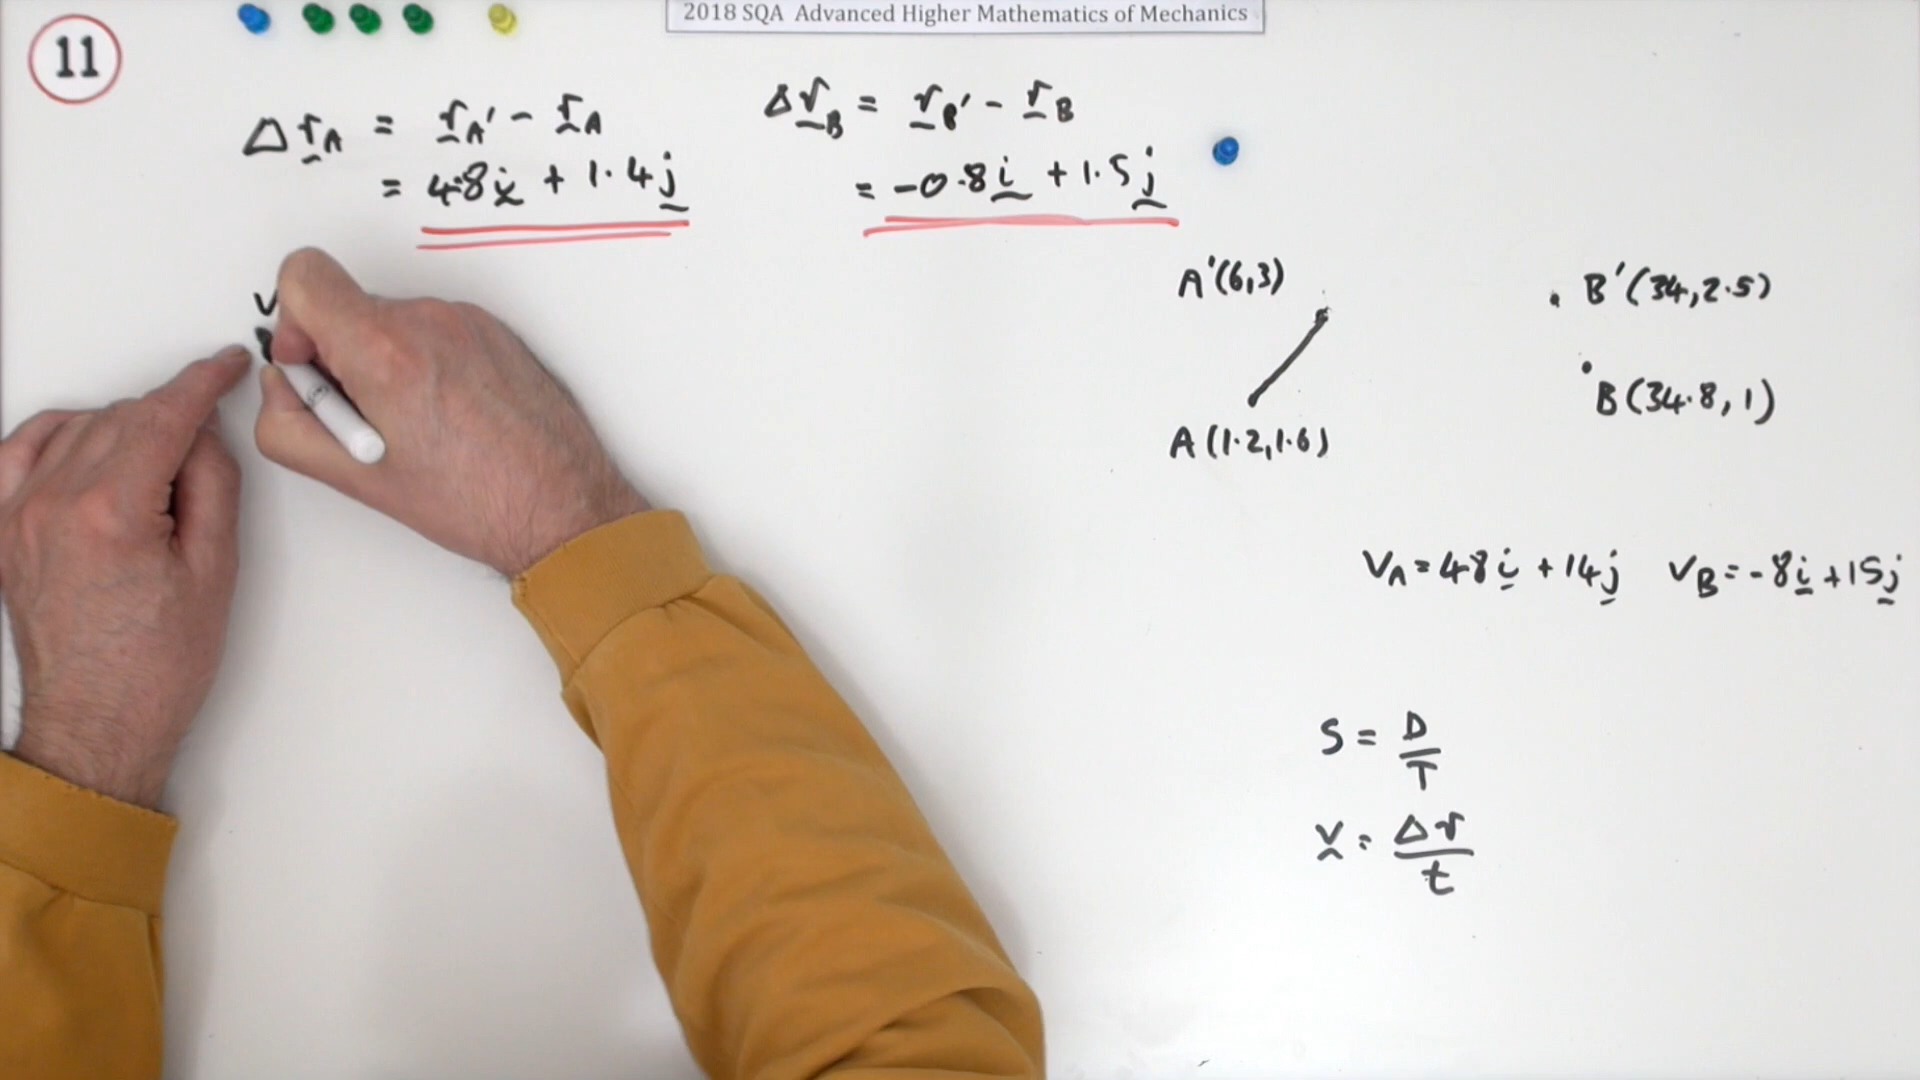 2018 SQA Advanced Higher Mathematics of Mechanics
11
Δr_A = r_A' - r_A
= 4.8i + 1.4j
Δr_B = r_B' - r_B
= -0.8i + 1.5j
V
A'(6,3)
B'(34,2.5)
B(34.8,1)
A(1.2,1.6)
V_A = 48i + 14j V_B = -8i + 15j
S = D/T
v = Δr/t